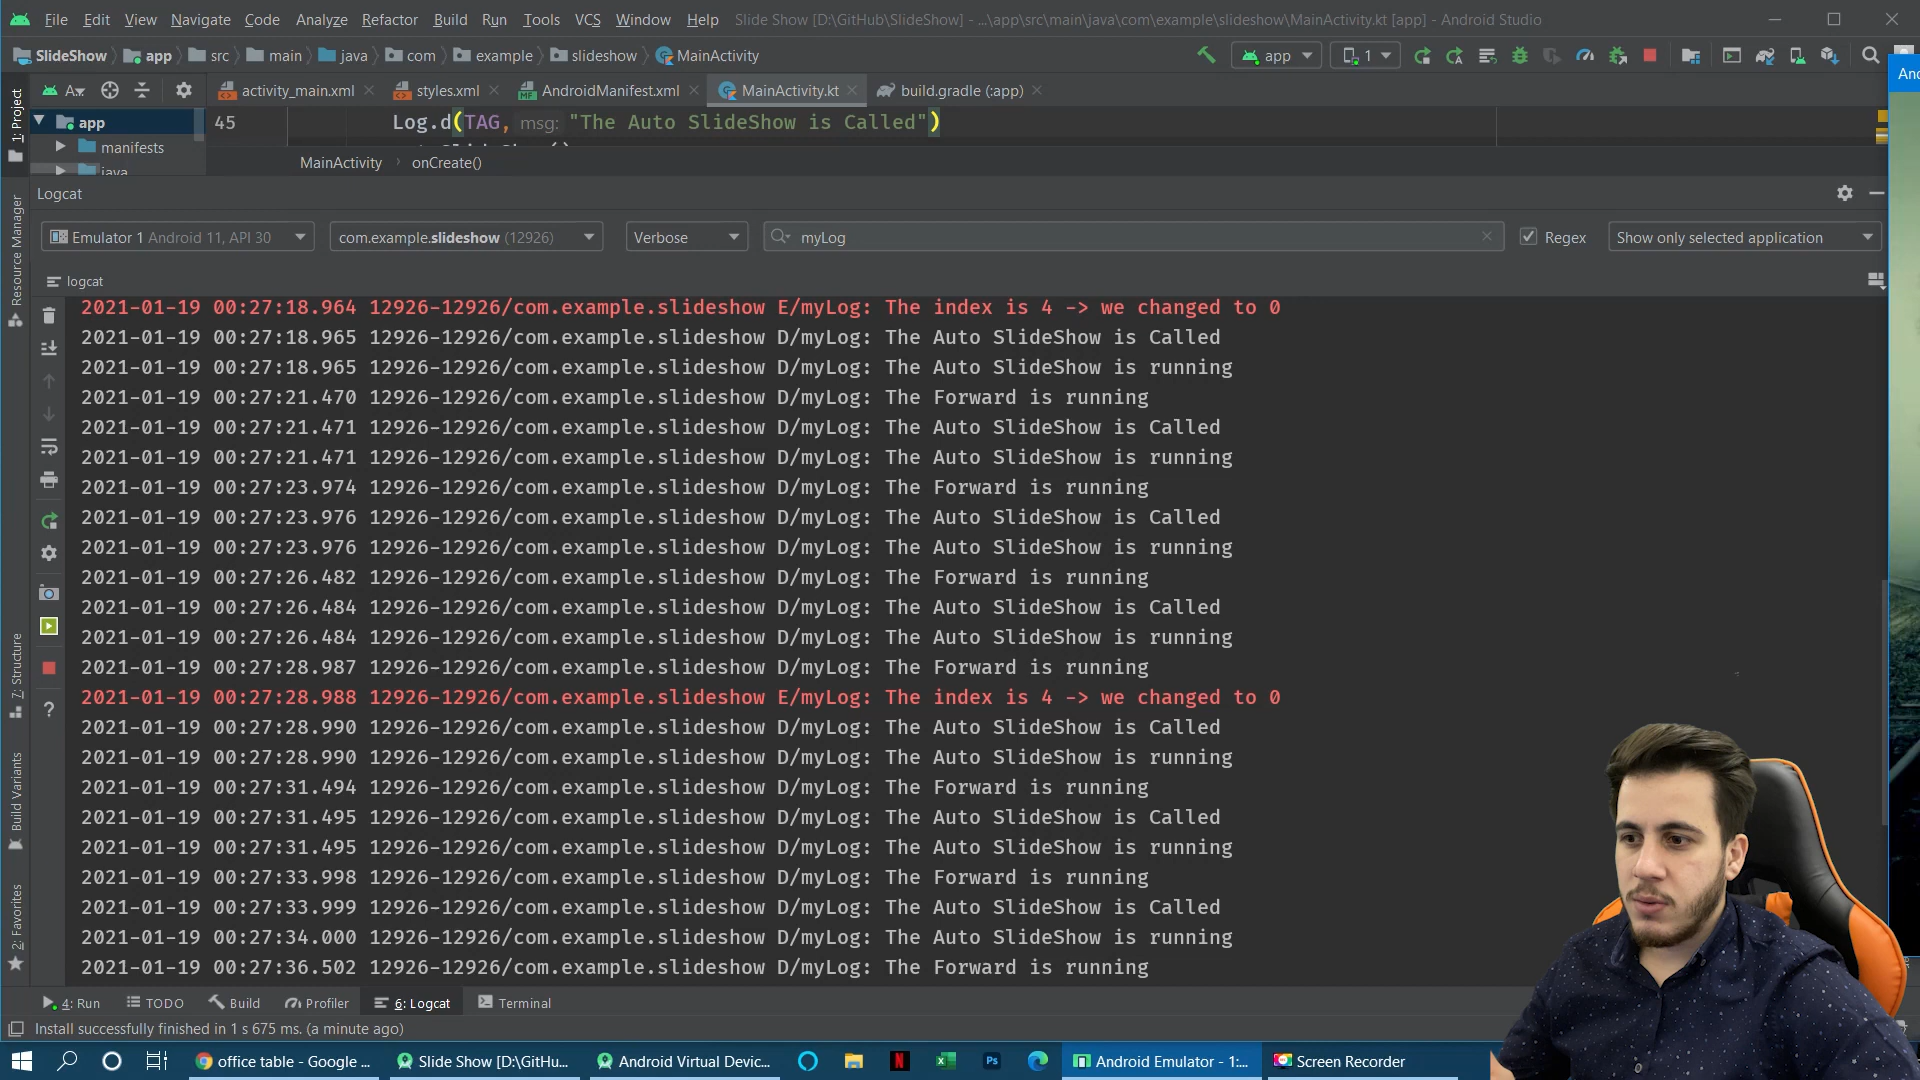 File Edit View Navigate Code Analyze Refactor Build Run Tools VCS Window Help Slide Show [D:\GitHub\SlideShow] - ...\app\src\main\java\com\example\slideshow\MainActivity.kt [app] - Android Studio
SlideShow app src main java com example slideshow MainActivity app 1
activity_main.xml styles.xml AndroidManifest.xml MainActivity.kt build.gradle (:app)
app 45 Log.d(TAG, msg: "The Auto SlideShow is Called")
manifests
MainActivity › onCreate()
java
Logcat
Emulator 1 Android 11, API 30 com.example.slideshow (12926) Verbose myLog Regex Show only selected application
logcat
2021-01-19 00:27:18.964 12926-12926/com.example.slideshow E/myLog: The index is 4 -> we changed to 0
2021-01-19 00:27:18.965 12926-12926/com.example.slideshow D/myLog: The Auto SlideShow is Called
2021-01-19 00:27:18.965 12926-12926/com.example.slideshow D/myLog: The Auto SlideShow is running
2021-01-19 00:27:21.470 12926-12926/com.example.slideshow D/myLog: The Forward is running
2021-01-19 00:27:21.471 12926-12926/com.example.slideshow D/myLog: The Auto SlideShow is Called
2021-01-19 00:27:21.471 12926-12926/com.example.slideshow D/myLog: The Auto SlideShow is running
2021-01-19 00:27:23.974 12926-12926/com.example.slideshow D/myLog: The Forward is running
2021-01-19 00:27:23.976 12926-12926/com.example.slideshow D/myLog: The Auto SlideShow is Called
2021-01-19 00:27:23.976 12926-12926/com.example.slideshow D/myLog: The Auto SlideShow is running
2021-01-19 00:27:26.482 12926-12926/com.example.slideshow D/myLog: The Forward is running
2021-01-19 00:27:26.484 12926-12926/com.example.slideshow D/myLog: The Auto SlideShow is Called
2021-01-19 00:27:26.484 12926-12926/com.example.slideshow D/myLog: The Auto SlideShow is running
2021-01-19 00:27:28.987 12926-12926/com.example.slideshow D/myLog: The Forward is running
2021-01-19 00:27:28.988 12926-12926/com.example.slideshow E/myLog: The index is 4 -> we changed to 0
2021-01-19 00:27:28.990 12926-12926/com.example.slideshow D/myLog: The Auto SlideShow is Called
2021-01-19 00:27:28.990 12926-12926/com.example.slideshow D/myLog: The Auto SlideShow is running
2021-01-19 00:27:31.494 12926-12926/com.example.slideshow D/myLog: The Forward is running
2021-01-19 00:27:31.495 12926-12926/com.example.slideshow D/myLog: The Auto SlideShow is Called
2021-01-19 00:27:31.495 12926-12926/com.example.slideshow D/myLog: The Auto SlideShow is running
2021-01-19 00:27:33.998 12926-12926/com.example.slideshow D/myLog: The Forward is running
2021-01-19 00:27:33.999 12926-12926/com.example.slideshow D/myLog: The Auto SlideShow is Called
2021-01-19 00:27:34.000 12926-12926/com.example.slideshow D/myLog: The Auto SlideShow is running
2021-01-19 00:27:36.502 12926-12926/com.example.slideshow D/myLog: The Forward is running
1: Project
Resource Manager
7: Structure
Build Variants
2: Favorites
4: Run TODO Build Profiler 6: Logcat Terminal
Install successfully finished in 1 s 675 ms. (a minute ago)
office table - Google ... Slide Show [D:\GitHu... Android Virtual Devic... Android Emulator - 1:... Screen Recorder